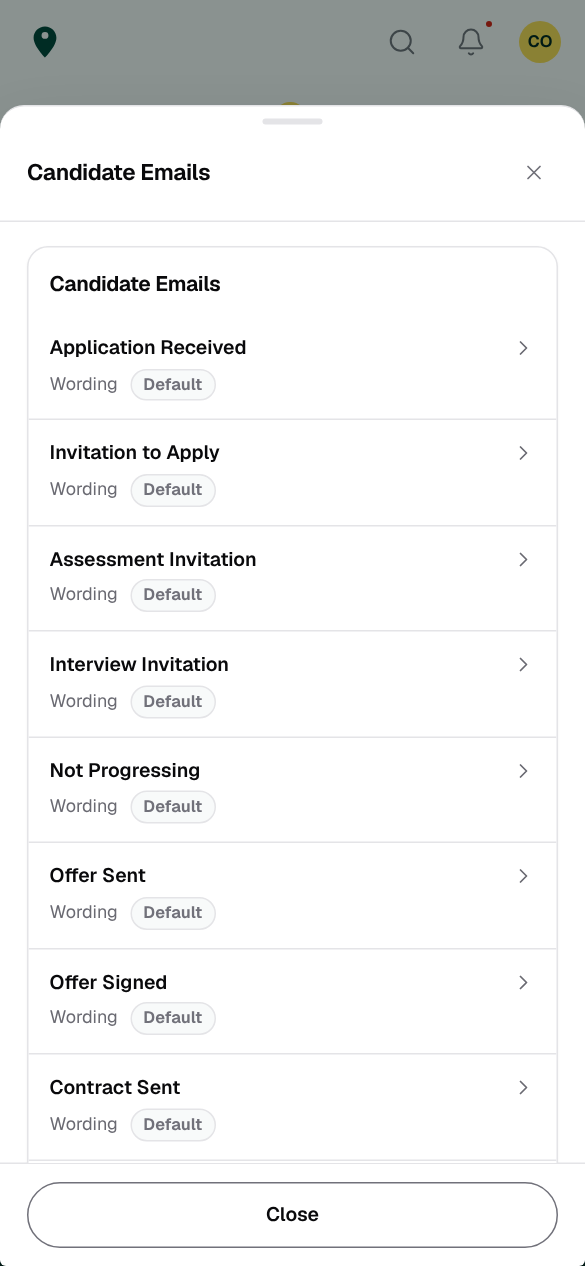 CO
Candidate Emails
Candidate Emails
Application Received
Wording Default
Invitation to Apply
Wording Default
Assessment Invitation
Wording Default
Interview Invitation
Wording Default
Not Progressing
Wording Default
Offer Sent
Wording Default
Offer Signed
Wording Default
Contract Sent
Wording Default
Close